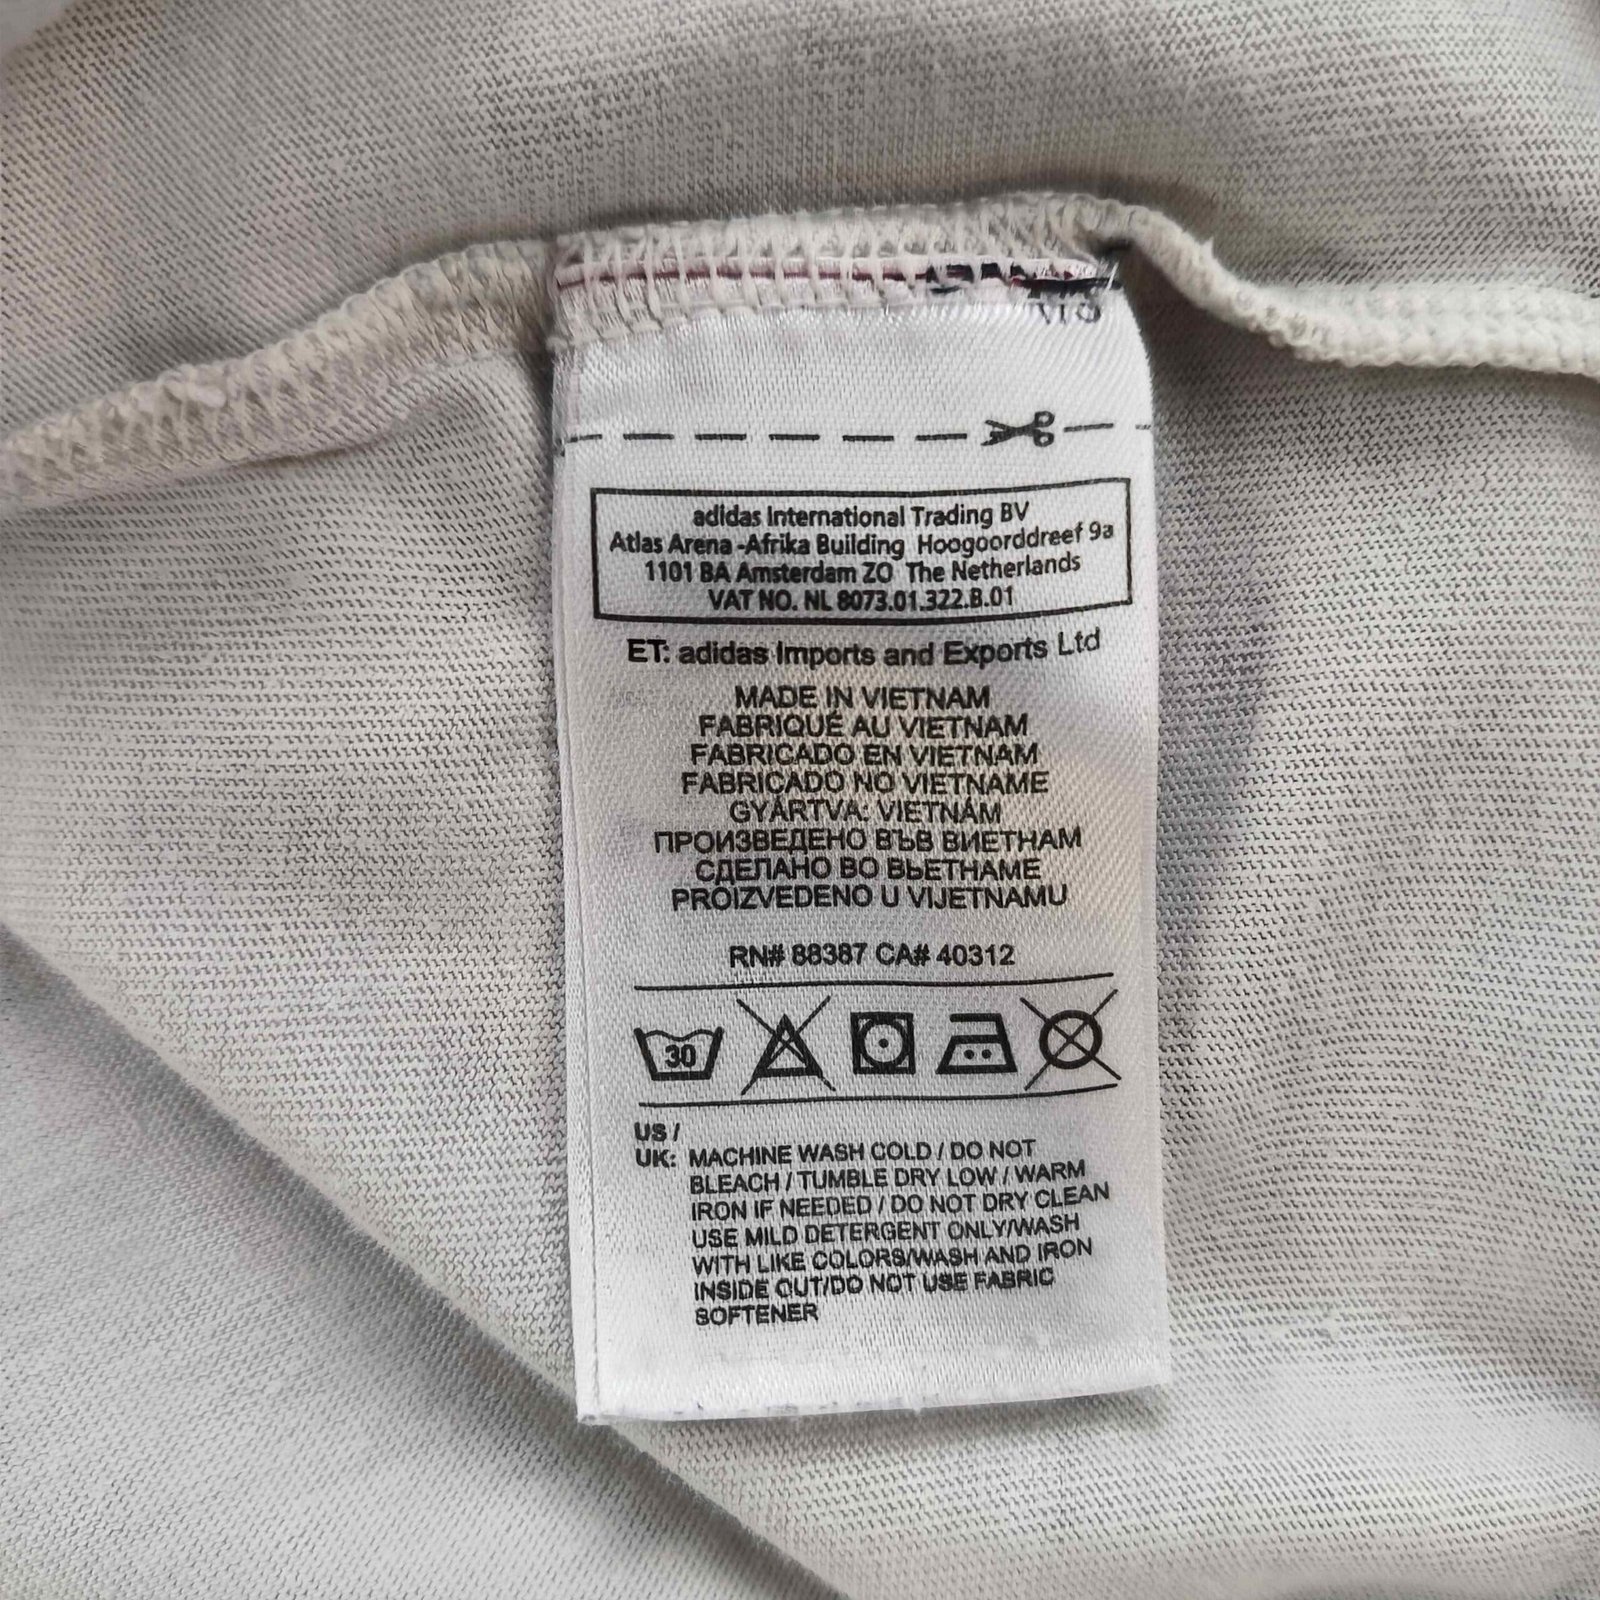 adidas International Trading BV
Atlas Arena -Afrika Building Hoogoorddreef 9a
1101 BA Amsterdam ZO The Netherlands
VAT NO. NL 8073.01.322.B.01
ET: adidas Imports and Exports Ltd
MADE IN VIETNAM
FABRIQUÉ AU VIETNAM
FABRICADO EN VIETNAM
FABRICADO NO VIETNAME
GYÁRTVA: VIETNÁM
ПРОИЗВЕДЕНО ВЪВ ВИЕТНАМ
СДЕЛАНО ВО ВЬЕТНАМЕ
PROIZVEDENO U VIJETNAMU
RN# 88387 CA# 40312
30
US /
UK: MACHINE WASH COLD / DO NOT
BLEACH / TUMBLE DRY LOW / WARM
IRON IF NEEDED / DO NOT DRY CLEAN
USE MILD DETERGENT ONLY/WASH
WITH LIKE COLORS/WASH AND IRON
INSIDE OUT/DO NOT USE FABRIC
SOFTENER